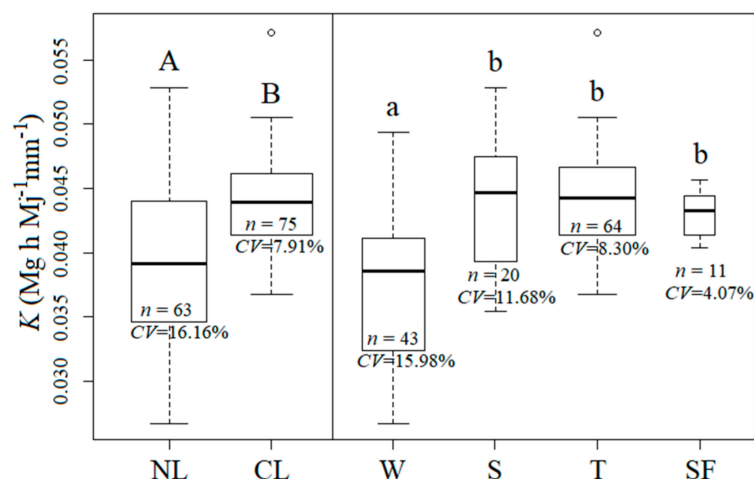 K (Mg h Mj⁻¹mm⁻¹)
0.055
0.050
0.045
0.040
0.035
0.030
A
B
a
b
b
b
n = 63
CV=16.16%
n = 75
CV=7.91%
n = 43
CV=15.98%
n = 20
CV=11.68%
n = 64
CV=8.30%
n = 11
CV=4.07%
NL CL W S T SF